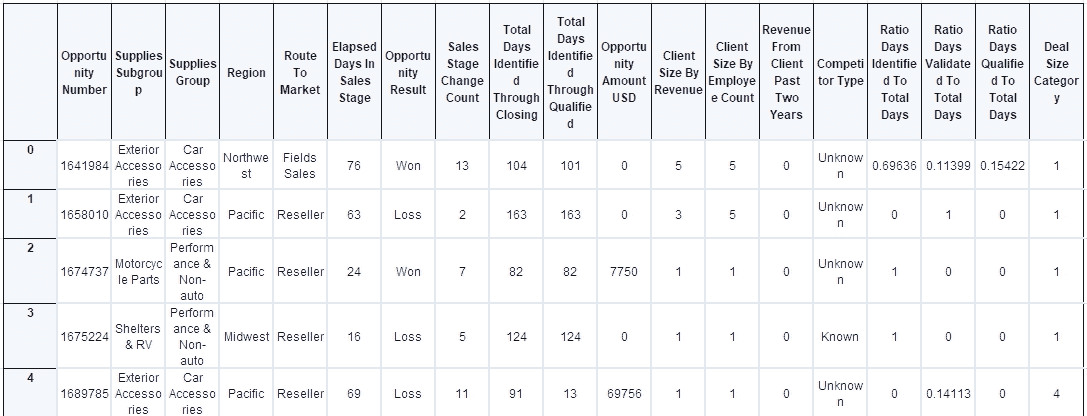 Opportunity Number Supplies Subgroup Supplies Group Region Route To Market Elapsed Days In Sales Stage Opportunity Result Sales Stage Change Count Total Days Identified Through Closing Total Days Identified Through Qualified Opportunity Amount USD Client Size By Revenue Client Size By Employee Count Revenue From Client Past Two Years Competitor Type Ratio Days Identified To Total Days Ratio Days Validated To Total Days Ratio Days Qualified To Total Days Deal Size Category
0 1641984 Exterior Accessories Car Accessories Northwest Fields Sales 76 Won 13 104 101 0 5 5 0 Unknown 0.69636 0.11399 0.15422 1
1 1658010 Exterior Accessories Car Accessories Pacific Reseller 63 Loss 2 163 163 0 3 5 0 Unknown 0 1 0 1
2 1674737 Motorcycle Parts Performance & Non-auto Pacific Reseller 24 Won 7 82 82 7750 1 1 0 Unknown 1 0 0 1
3 1675224 Shelters & RV Performance & Non-auto Midwest Reseller 16 Loss 5 124 124 0 1 1 0 Known 1 0 0 1
4 1689785 Exterior Accessories Car Accessories Pacific Reseller 69 Loss 11 91 13 69756 1 1 0 Unknown 0 0.14113 0 4